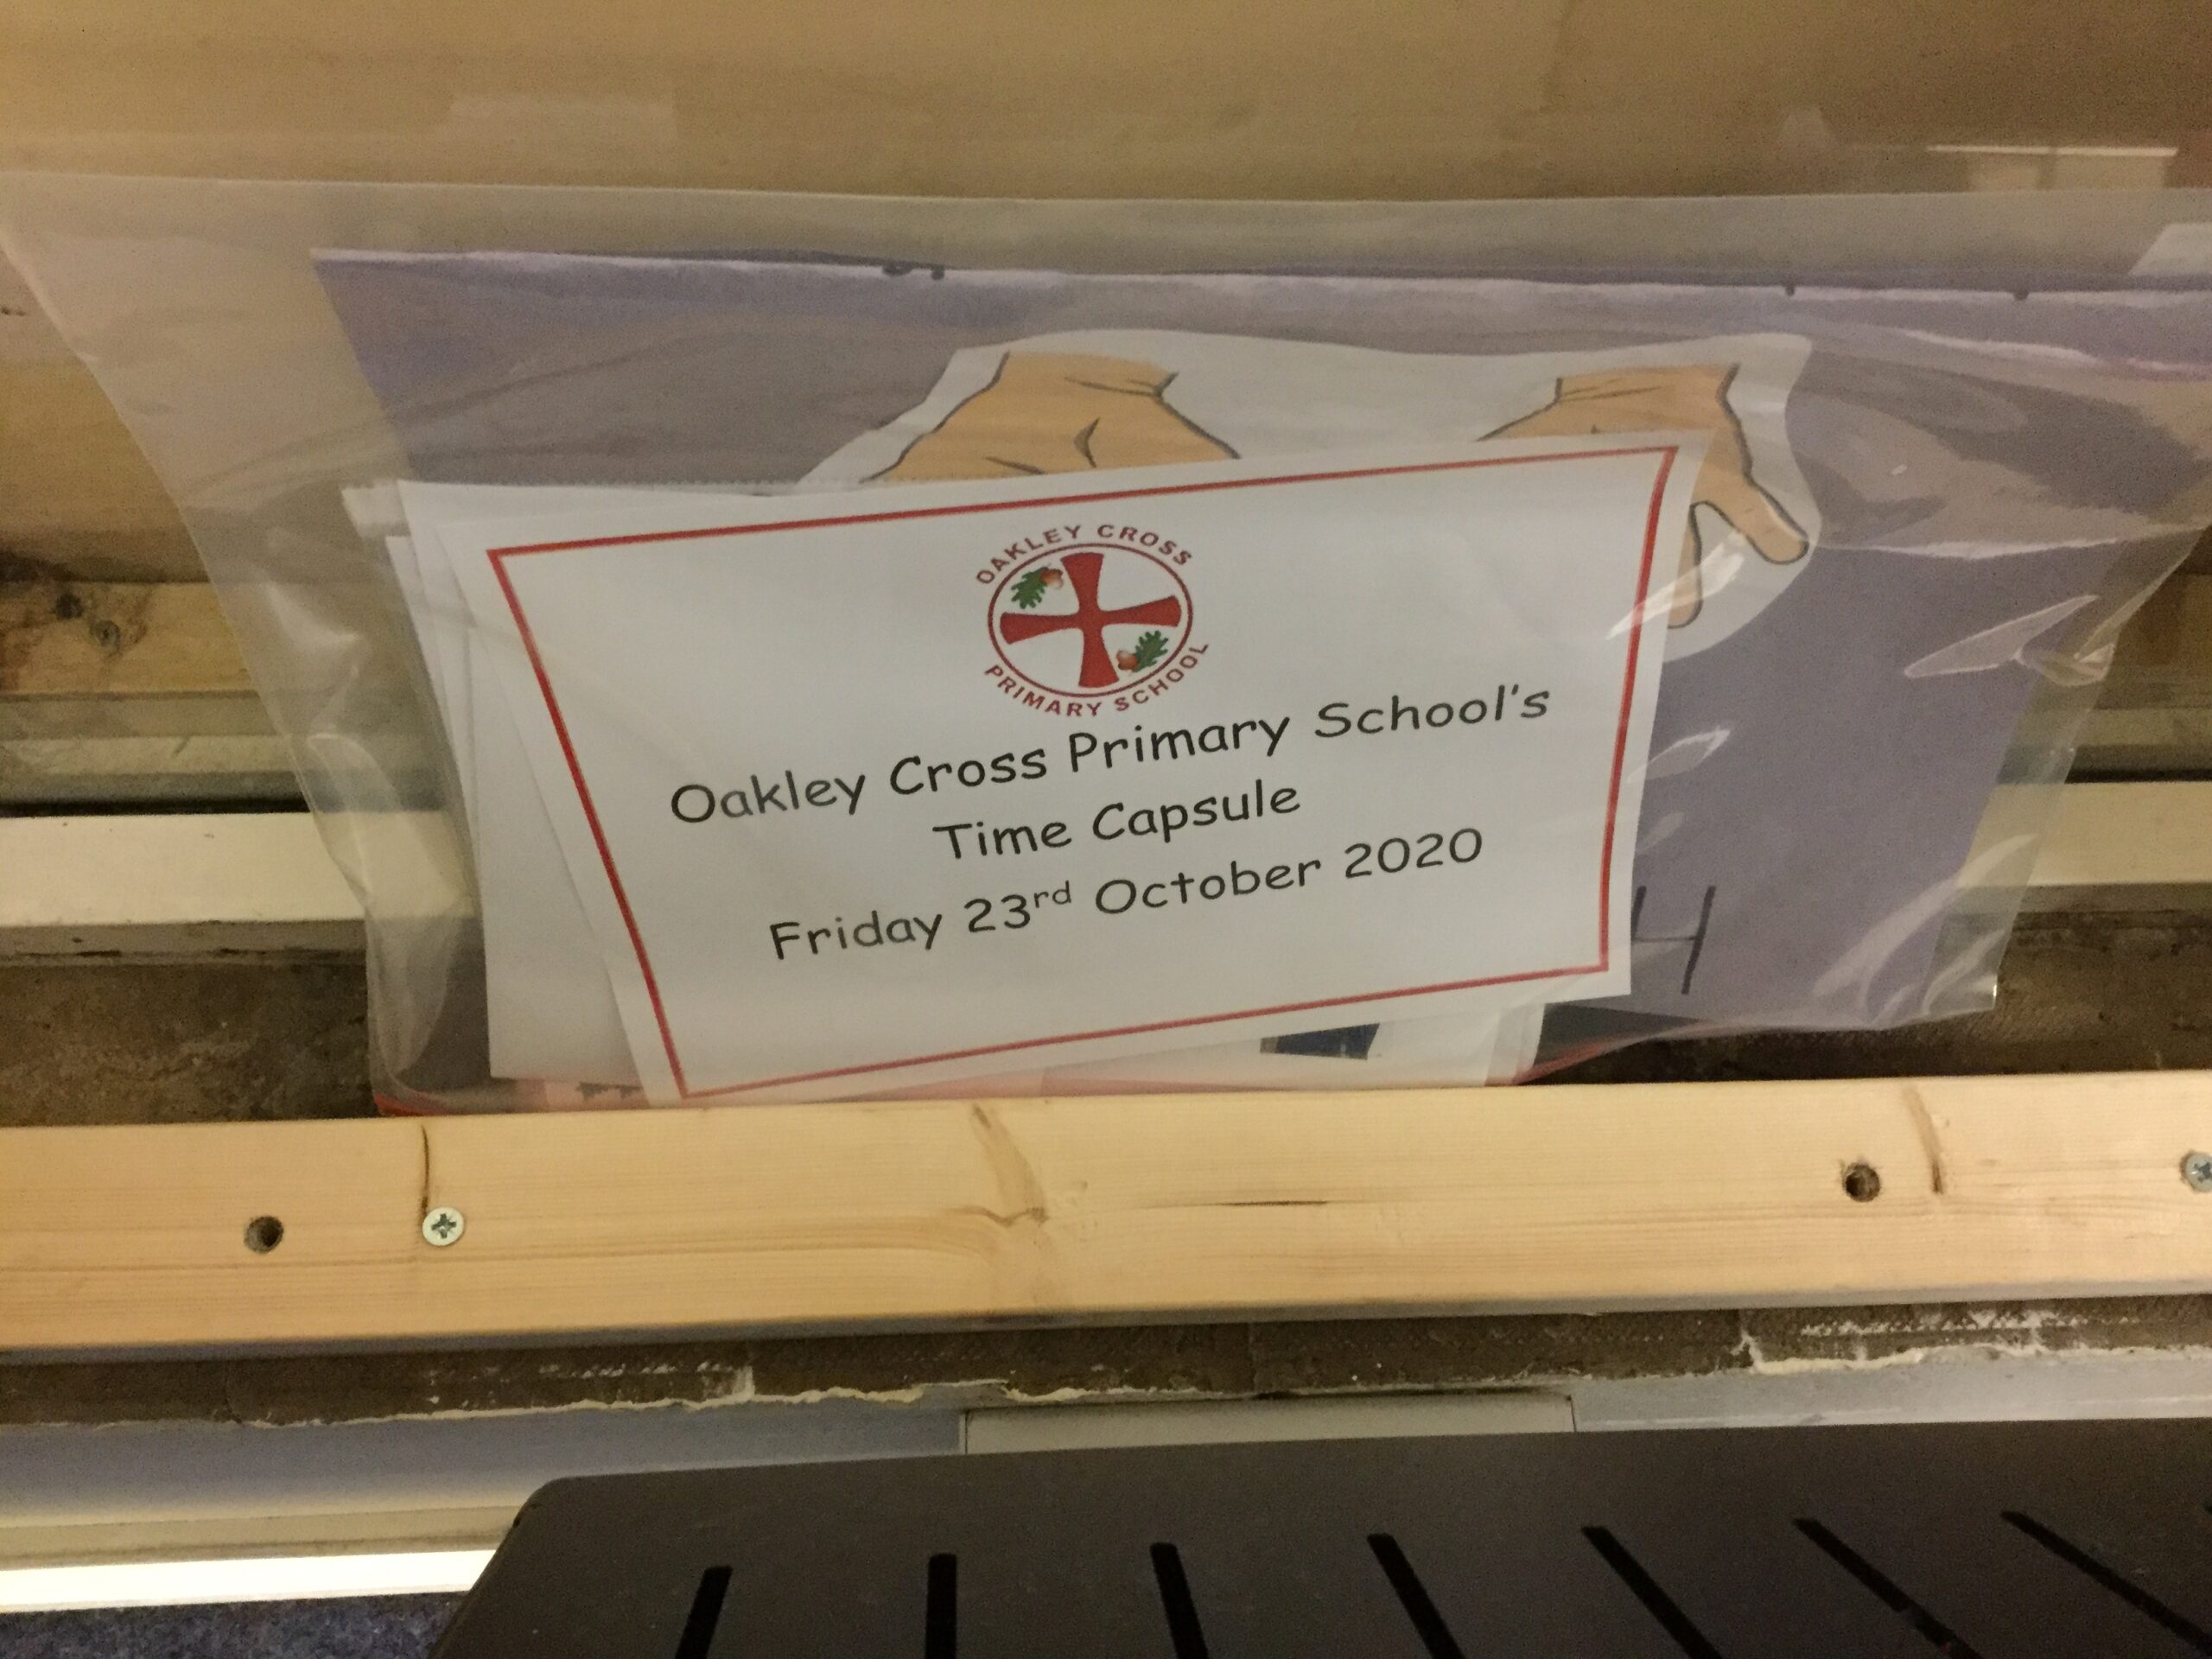 OAKLEY CROSS
PRIMARY SCHOOL
Oakley Cross Primary School's
Time Capsule
Friday 23rd October 2020
H